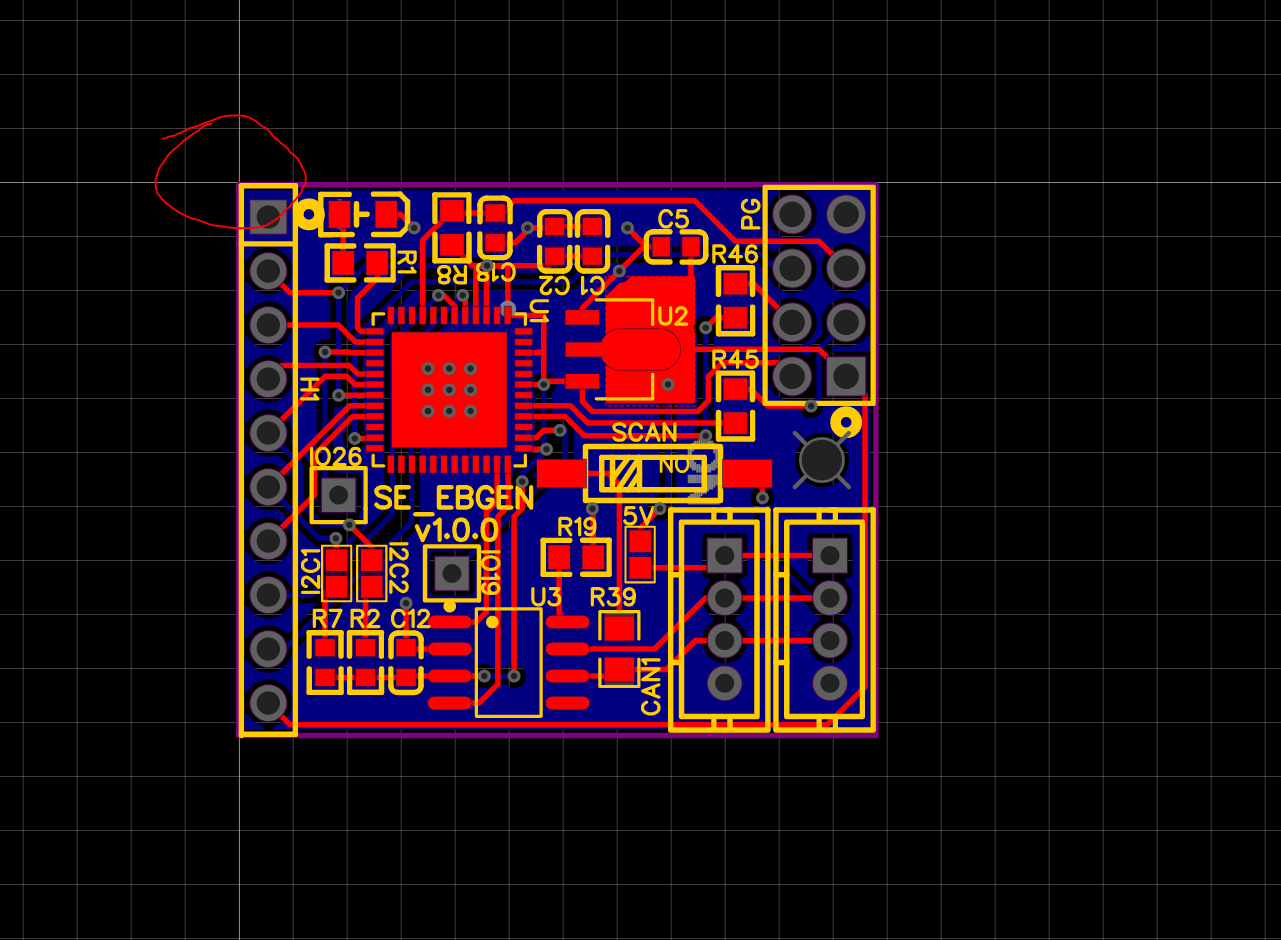 PG
C5
R46
R1
R8
C18
C2
C1
U1
U2
R45
H1
SCAN
NO
IO26
SE_EBGEN
v1.0.0
5V
R19
I2C1
I2C2
IO19
U3
R39
R7
R2
C12
CAN1